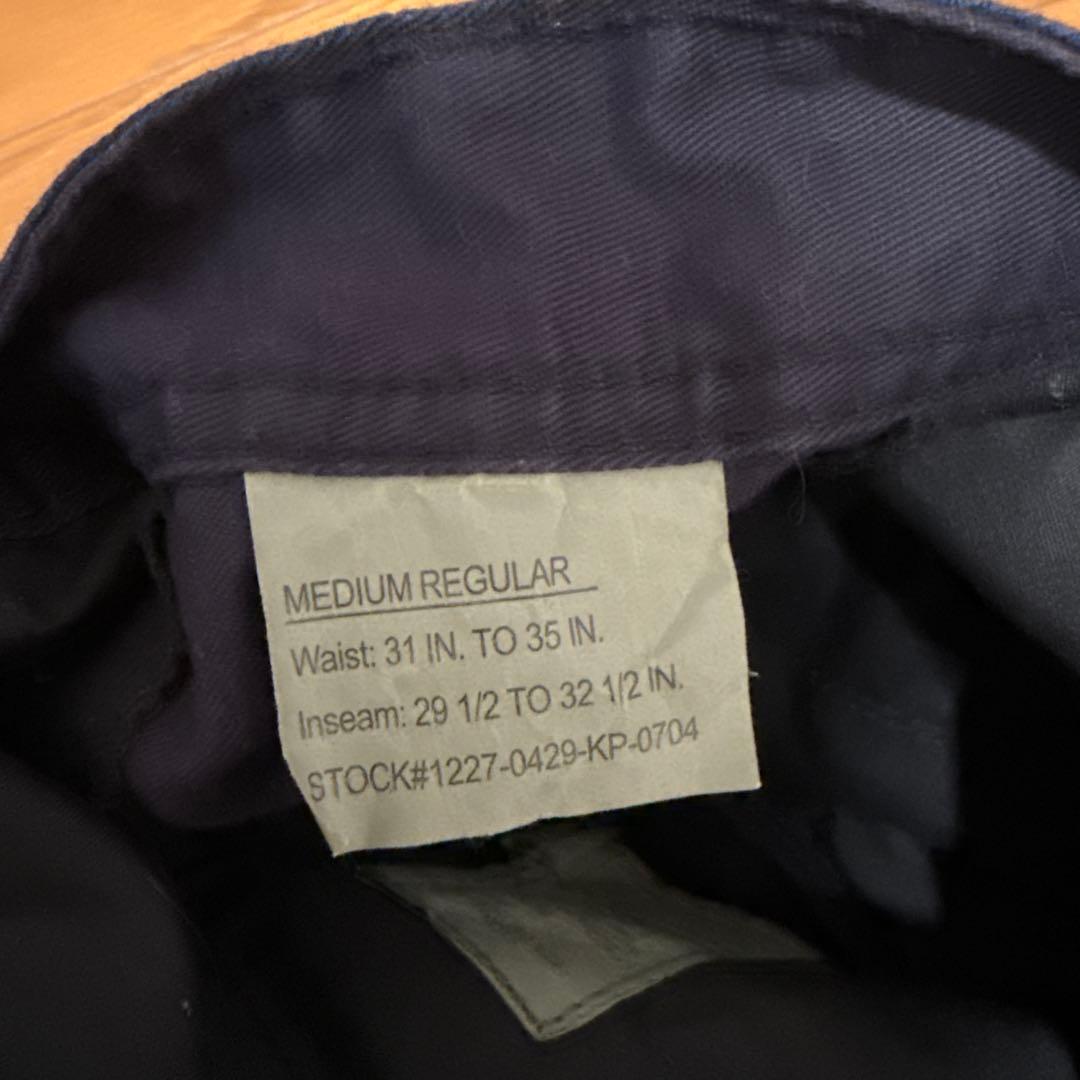 MEDIUM REGULAR
Waist: 31 IN. TO 35 IN.
Inseam: 29 1/2 TO 32 1/2 IN.
STOCK#1227-0429-KP-0704